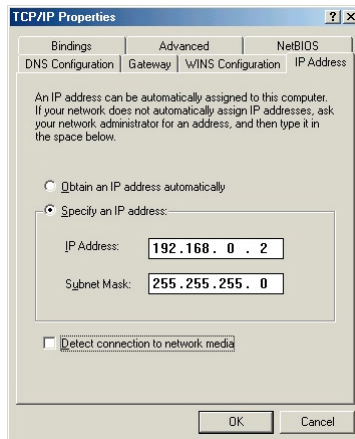 TCP/IP Properties
Bindings Advanced NetBIOS
DNS Configuration Gateway WINS Configuration IP Address
An IP address can be automatically assigned to this computer.
If your network does not automatically assign IP addresses, ask
your network administrator for an address, and then type it in
the space below.
Obtain an IP address automatically
Specify an IP address:
IP Address: 192.168. 0 . 2
Subnet Mask: 255.255.255. 0
Detect connection to network media
OK Cancel